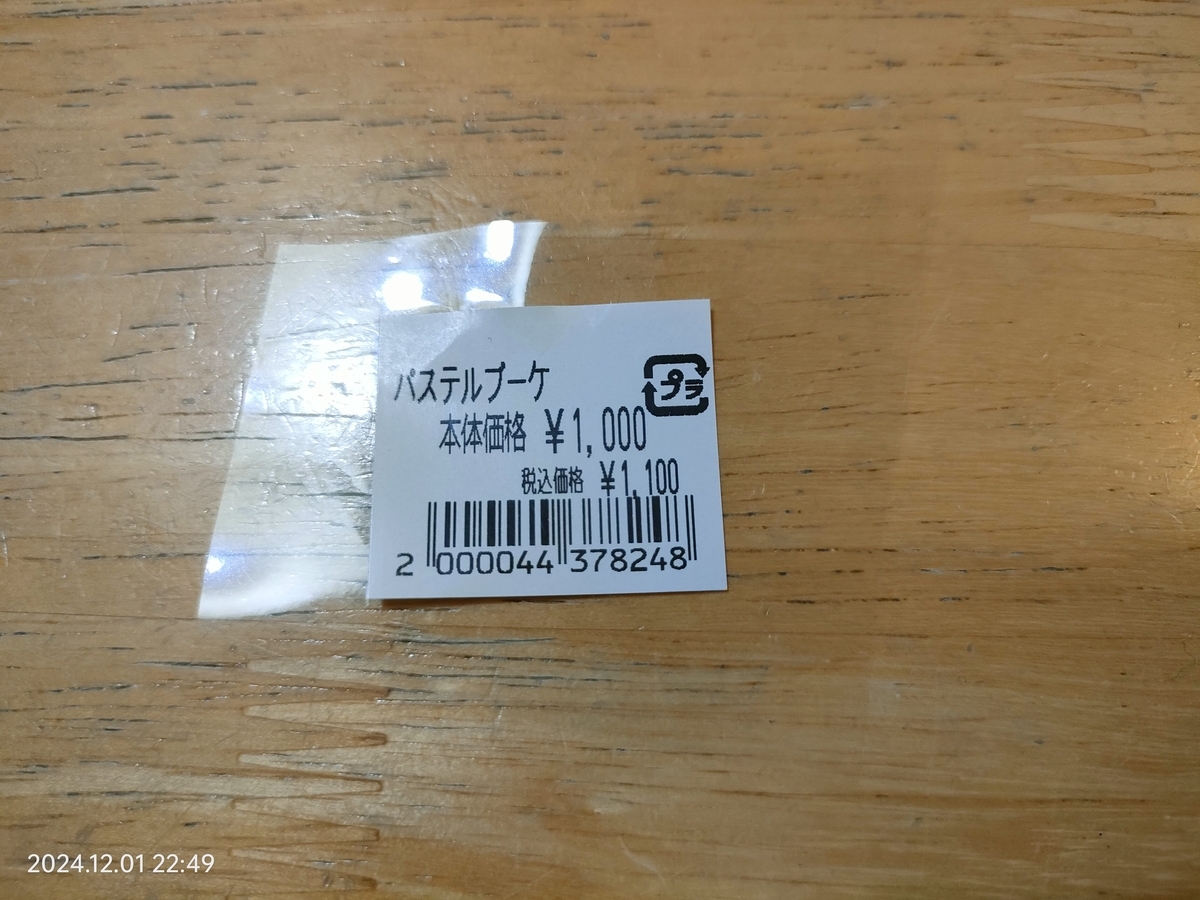 パステルブーケ
プラ
本体価格 ¥1,000
税込価格 ¥1,100
2 000044 378248
2024.12.01 22:49